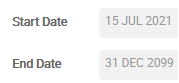 Start Date 15 JUL 2021
End Date 31 DEC 2099